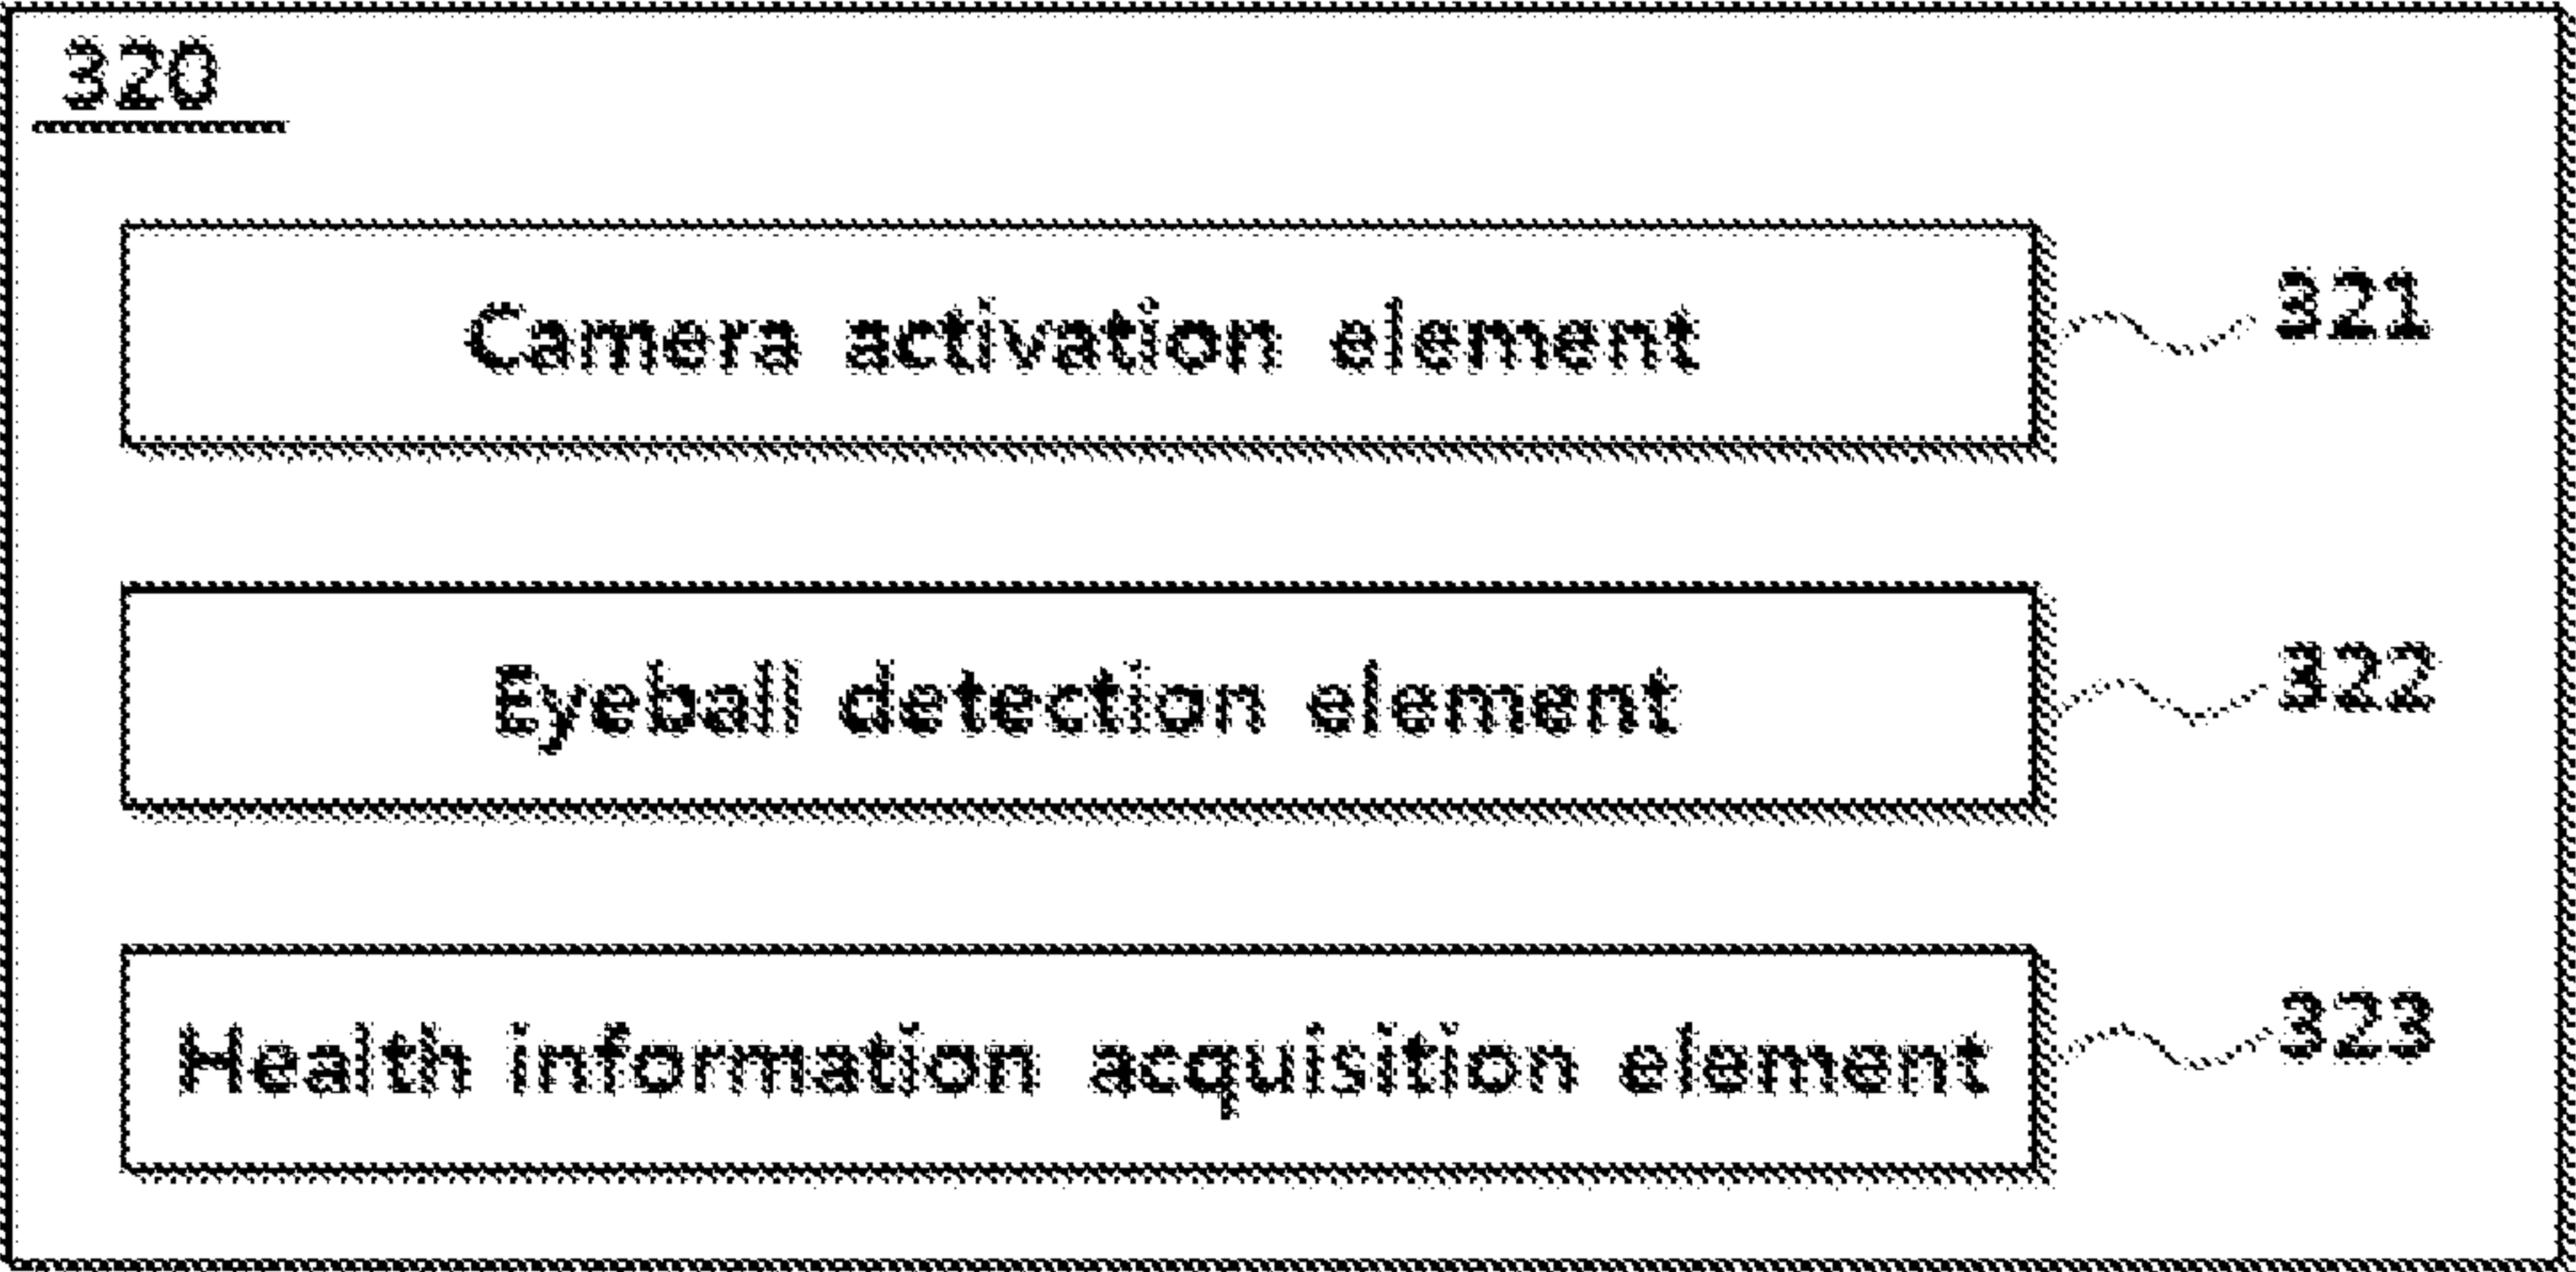 320
Camera activation element 321
Eyeball detection element 322
Health information acquisition element 323